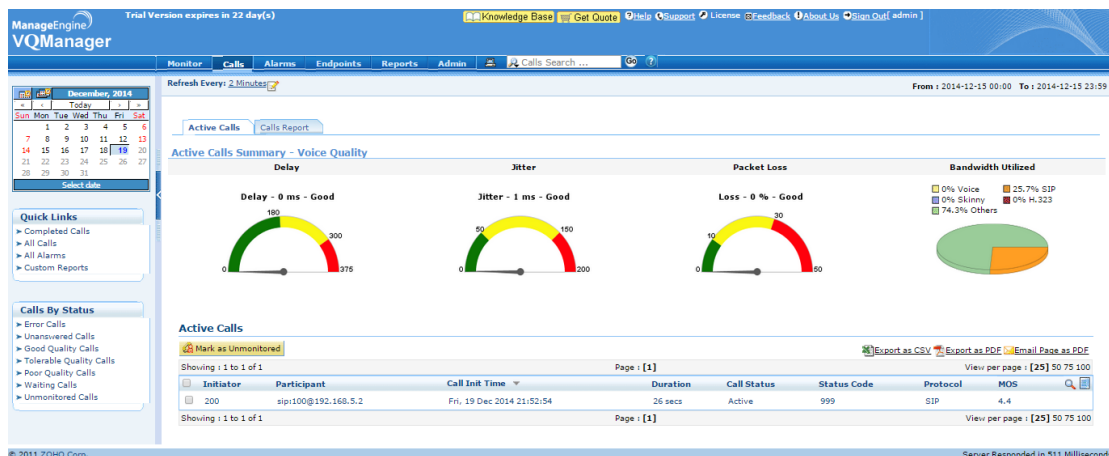 ManageEngine
VQManager
Trial Version expires in 22 day(s)
Knowledge Base Get Quote Help Support License Feedback About Us Sign Out[ admin ]
Monitor Calls Alarms Endpoints Reports Admin Calls Search ... Go ?
Refresh Every: 2 Minutes
From : 2014-12-15 00:00 To : 2014-12-15 23:59
December, 2014
« ‹ Today › »
Sun Mon Tue Wed Thu Fri Sat
1 2 3 4 5 6
7 8 9 10 11 12 13
14 15 16 17 18 19 20
21 22 23 24 25 26 27
28 29 30 31
Select date
Quick Links
Completed Calls
All Calls
All Alarms
Custom Reports
Calls By Status
Error Calls
Unanswered Calls
Good Quality Calls
Tolerable Quality Calls
Poor Quality Calls
Waiting Calls
Unmonitored Calls
Active Calls Calls Report
Active Calls Summary - Voice Quality
Delay Jitter Packet Loss Bandwidth Utilized
Delay - 0 ms - Good
0 180 300 375
Jitter - 1 ms - Good
0 50 150 200
Loss - 0 % - Good
0 10 30 50
0% Voice 25.7% SIP
0% Skinny 0% H.323
74.3% Others
Active Calls
Mark as Unmonitored
Export as CSV Export as PDF Email Page as PDF
Showing : 1 to 1 of 1 Page : [1] View per page : [25] 50 75 100
Initiator Participant Call Init Time Duration Call Status Status Code Protocol MOS
200 sip:100@192.168.5.2 Fri, 19 Dec 2014 21:52:54 26 secs Active 999 SIP 4.4
Showing : 1 to 1 of 1 Page : [1] View per page : [25] 50 75 100
© 2011 ZOHO Corp. Server Responded in 511 Millisecond